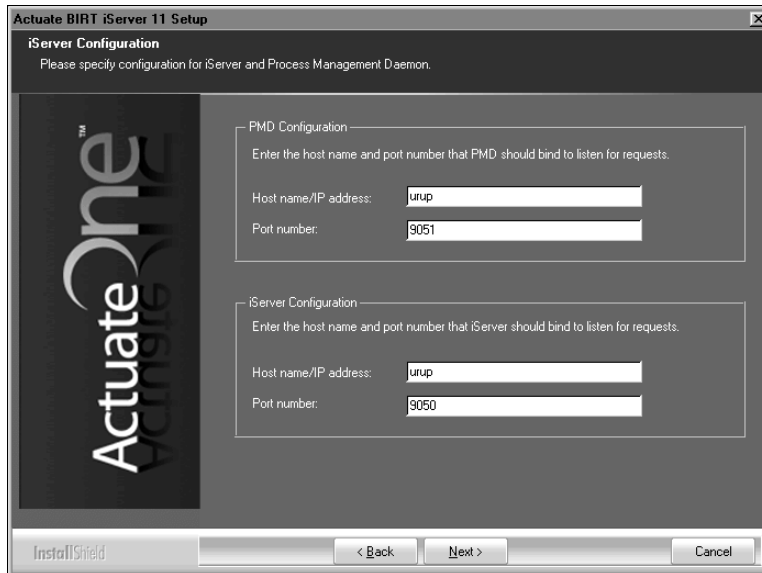 Actuate BIRT iServer 11 Setup
iServer Configuration
Please specify configuration for iServer and Process Management Daemon.
ActuateOne™
PMD Configuration
Enter the host name and port number that PMD should bind to listen for requests.
Host name/IP address: urup
Port number: 9051
iServer Configuration
Enter the host name and port number that iServer should bind to listen for requests.
Host name/IP address: urup
Port number: 9050
InstallShield
< Back Next > Cancel